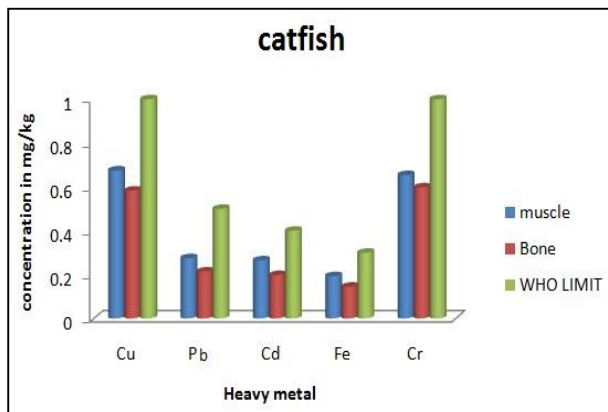 catfish
concentration in mg/kg
1
0.8
0.6
0.4
0.2
0
Cu Pb Cd Fe Cr
Heavy metal
muscle
Bone
WHO LIMIT